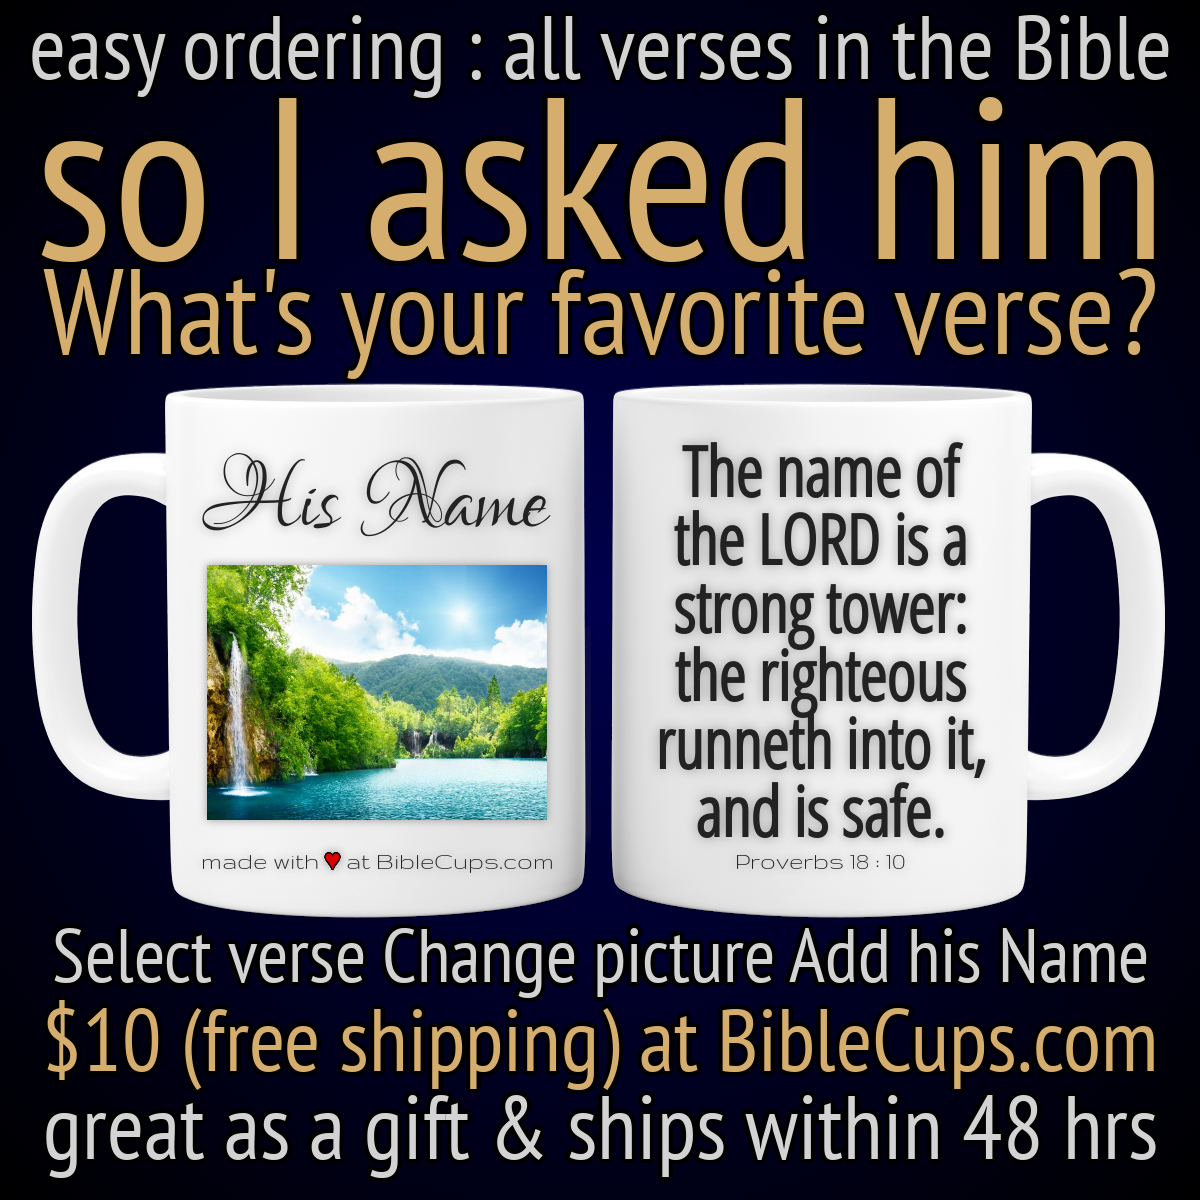 easy ordering : all verses in the Bible
so I asked him
What's your favorite verse?
His Name
made with ♥ at BibleCups.com
The name of
the LORD is a
strong tower:
the righteous
runneth into it,
and is safe.
Proverbs 18 : 10
Select verse Change picture Add his Name
$10 (free shipping) at BibleCups.com
great as a gift & ships within 48 hrs